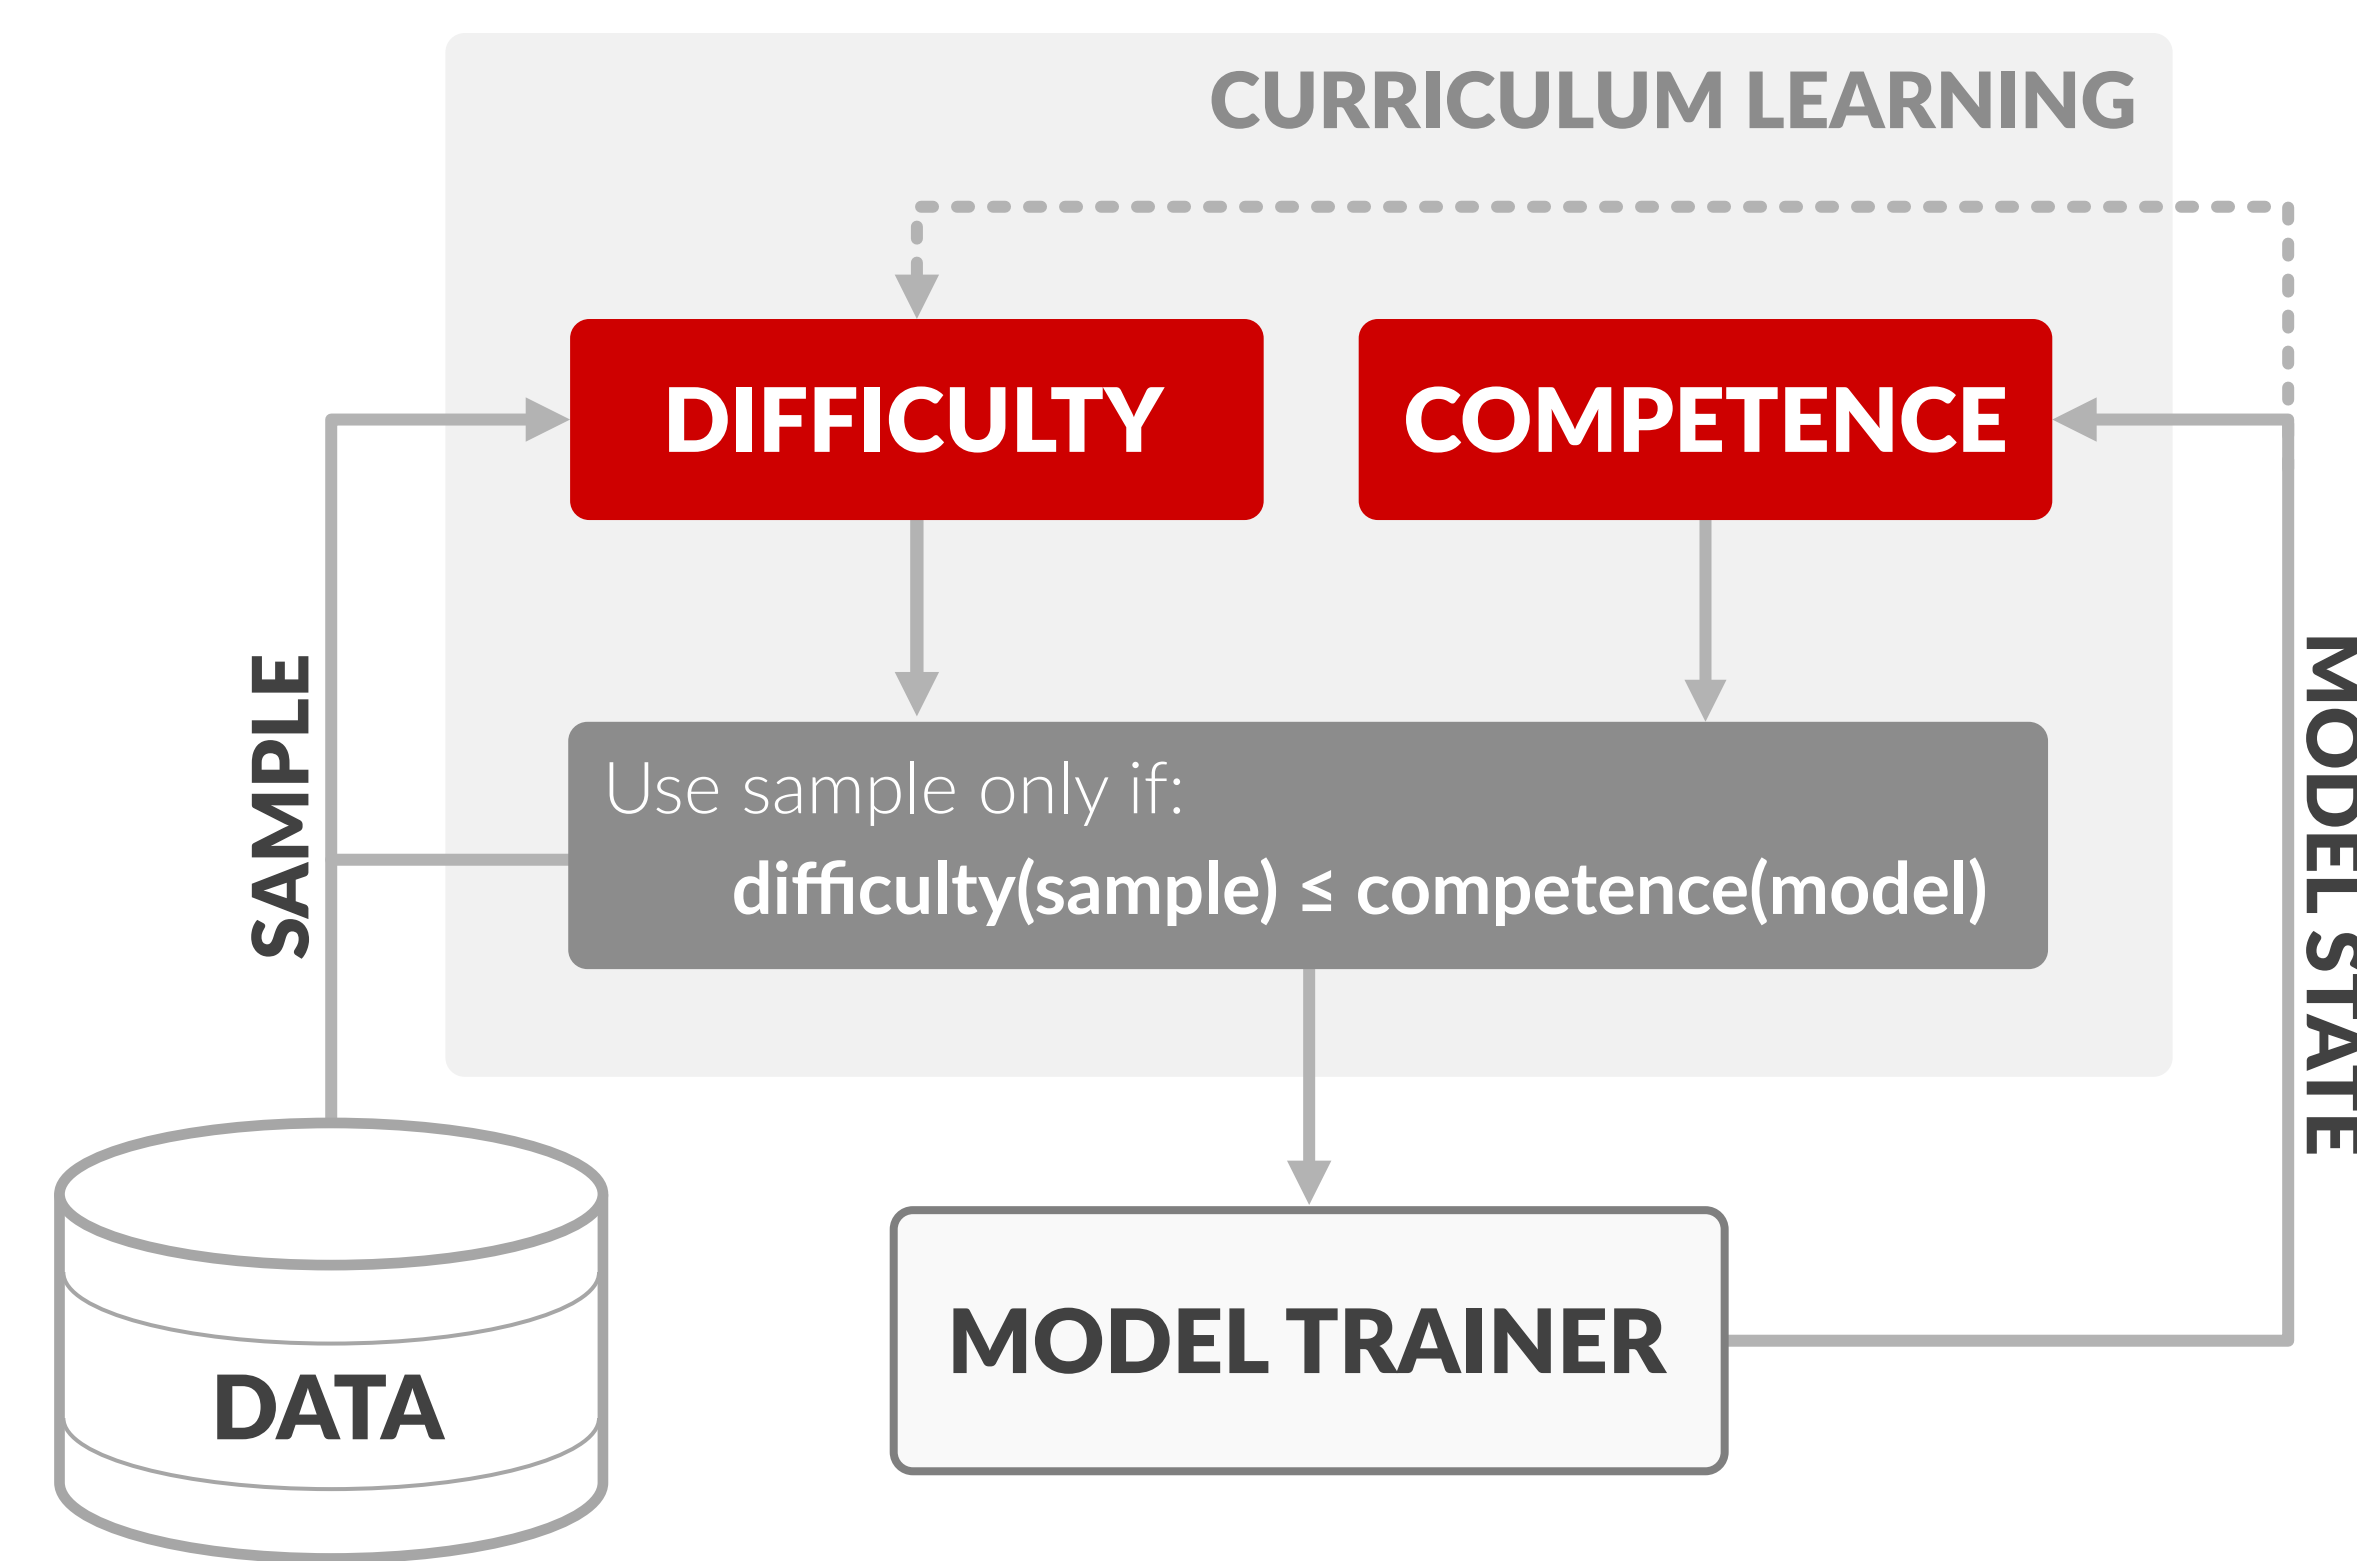 CURRICULUM LEARNING
DIFFICULTY
COMPETENCE
SAMPLE
MODEL STATE
Use sample only if:
difficulty(sample) ≤ competence(model)
MODEL TRAINER
DATA